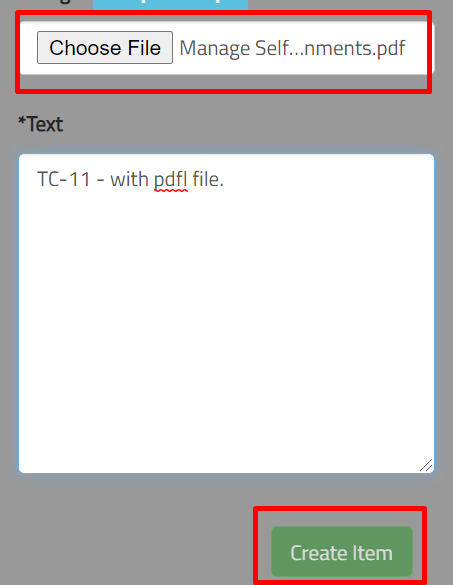 Choose File Manage Self...nments.pdf
*Text
TC-11 - with pdfl file.
Create Item